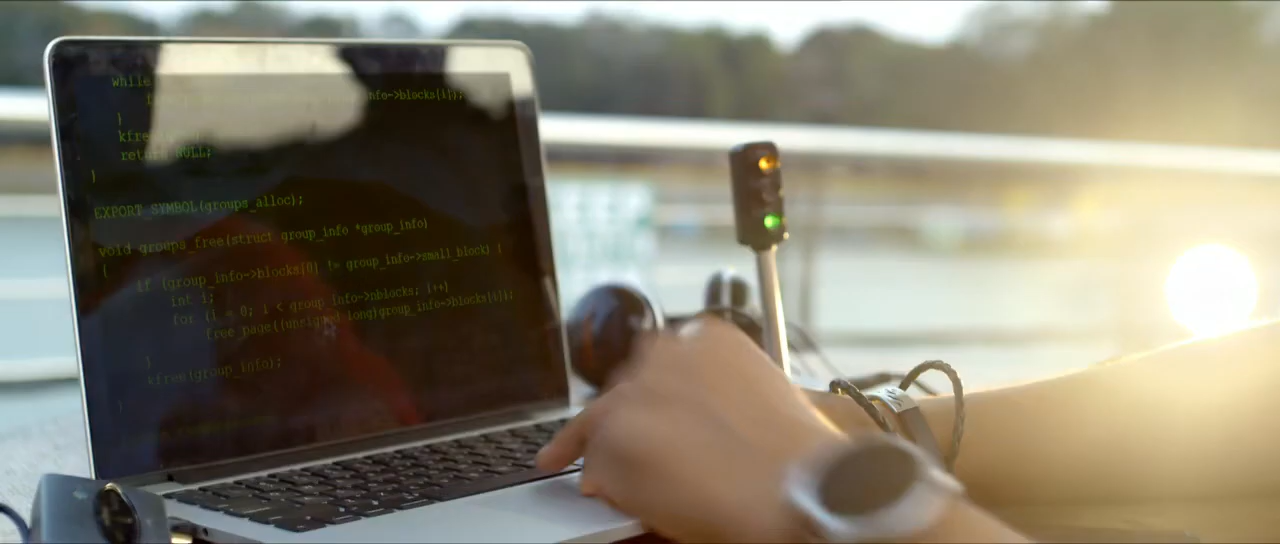 while
info->blocks[i]);
}
kfree
return NULL;
}
EXPORT_SYMBOL(groups_alloc);
void groups_free(struct group_info *group_info)
{
if (group_info->blocks[0] != group_info->small_block) {
int i;
for (i = 0; i < group_info->nblocks; i++)
free_page((unsigned long)group_info->blocks[i]);
}
kfree(group_info);
}